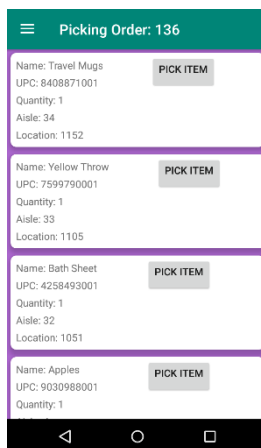 Picking Order: 136
Name: Travel Mugs
PICK ITEM
UPC: 8408871001
Quantity: 1
Aisle: 34
Location: 1152
Name: Yellow Throw
PICK ITEM
UPC: 7599790001
Quantity: 1
Aisle: 33
Location: 1105
Name: Bath Sheet
PICK ITEM
UPC: 4258493001
Quantity: 1
Aisle: 32
Location: 1051
Name: Apples
PICK ITEM
UPC: 9030988001
Quantity: 1